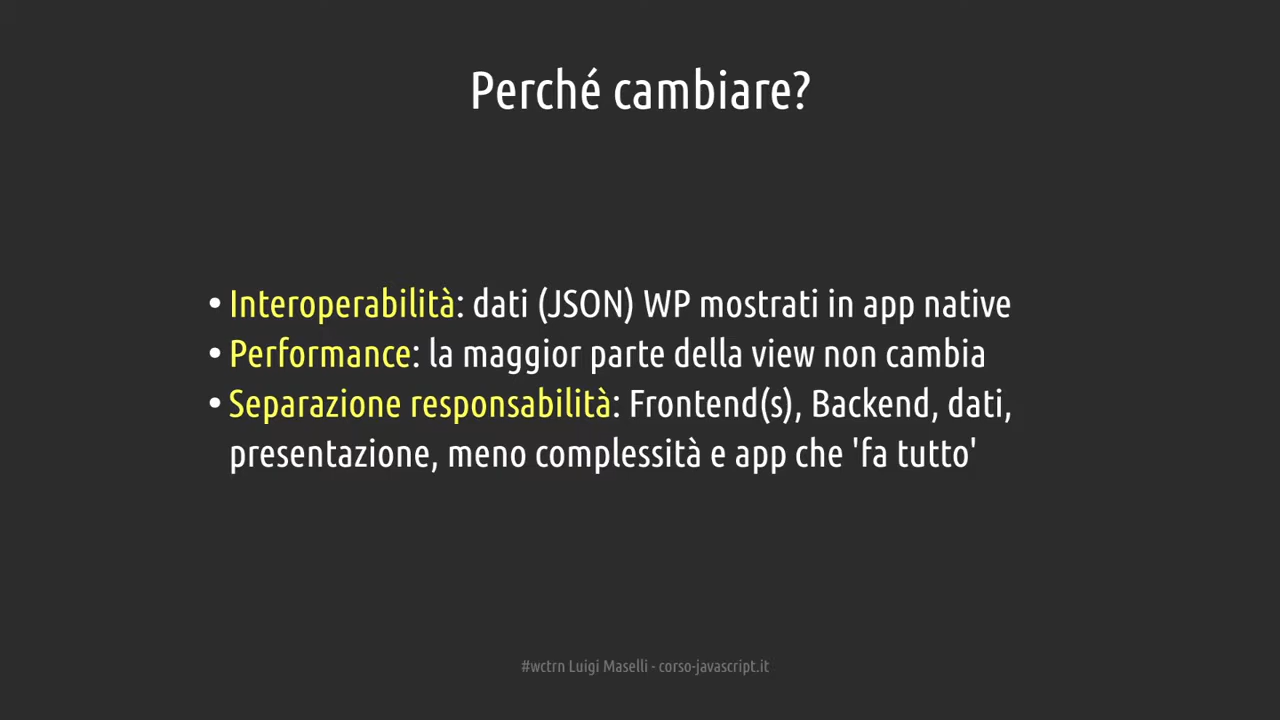 Perché cambiare?
• Interoperabilità: dati (JSON) WP mostrati in app native
• Performance: la maggior parte della view non cambia
• Separazione responsabilità: Frontend(s), Backend, dati,
presentazione, meno complessità e app che 'fa tutto'
#wctrn Luigi Maselli - corso-javascript.it